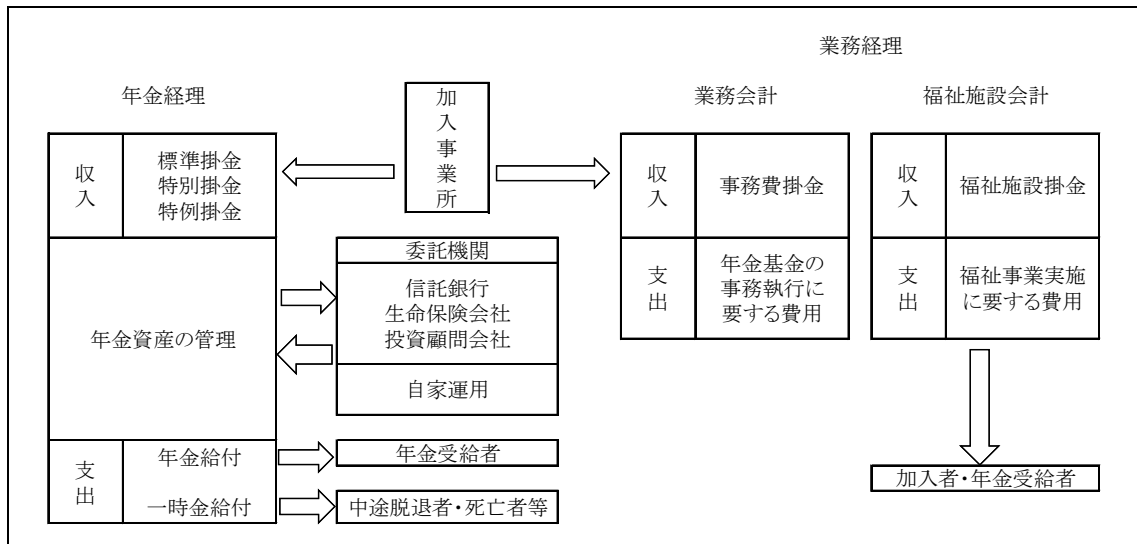 業務経理
年金経理
加入事業所
業務会計
福祉施設会計
収入
標準掛金
特別掛金
特例掛金
収入
事務費掛金
収入
福祉施設掛金
委託機関
信託銀行
生命保険会社
投資顧問会社
自家運用
年金資産の管理
支出
年金基金の
事務執行に
要する費用
支出
福祉事業実施
に要する費用
支出
年金給付
一時金給付
年金受給者
中途脱退者・死亡者等
加入者・年金受給者